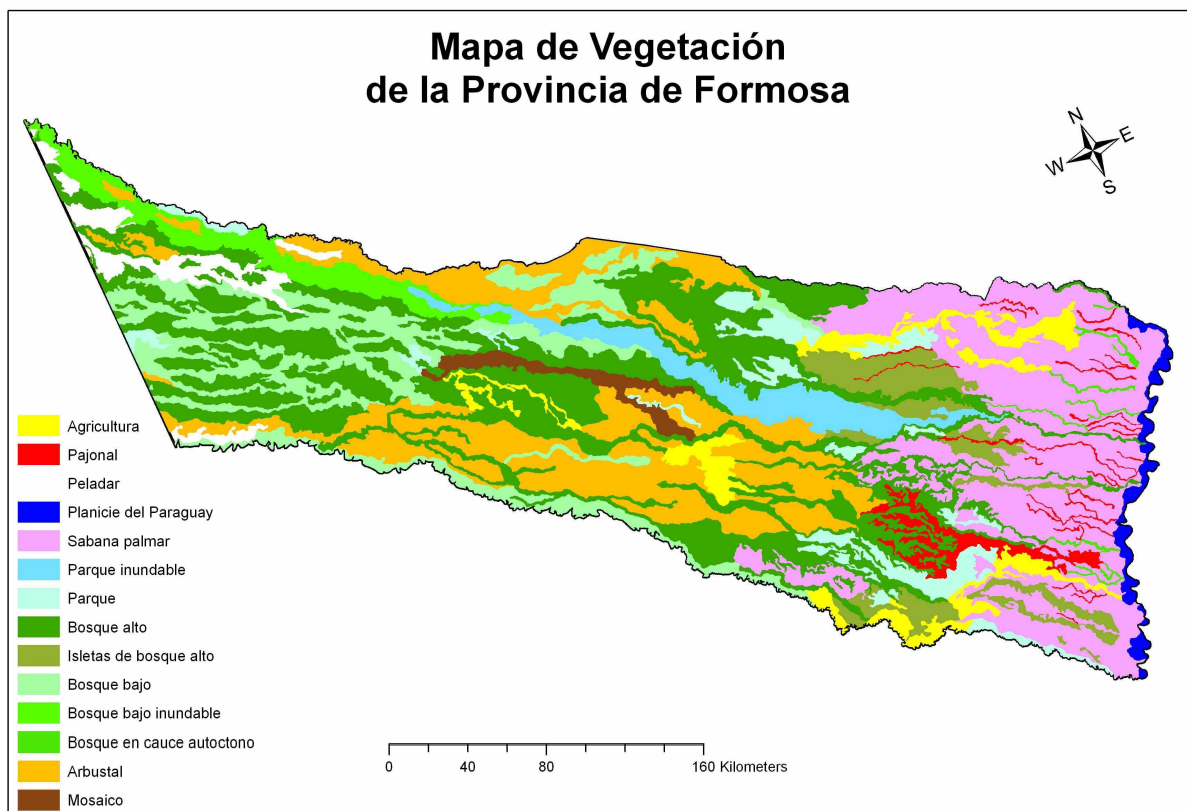 Mapa de Vegetación
de la Provincia de Formosa
N
E
W
S
Agricultura
Pajonal
Peladar
Planicie del Paraguay
Sabana palmar
Parque inundable
Parque
Bosque alto
Isletas de bosque alto
Bosque bajo
Bosque bajo inundable
Bosque en cauce autoctono
Arbustal
Mosaico
0 40 80 160 Kilometers